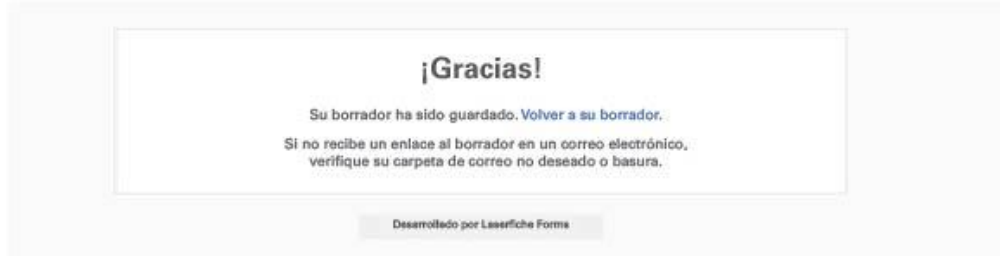 ¡Gracias!
Su borrador ha sido guardado. Volver a su borrador.
Si no recibe un enlace al borrador en un correo electrónico,
verifique su carpeta de correo no deseado o basura.
Desarrollado por Laserfiche Forms